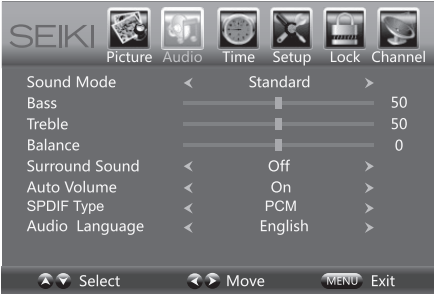 SEIKI
Picture Audio Time Setup Lock Channel
Sound Mode Standard
Bass 50
Treble 50
Balance 0
Surround Sound Off
Auto Volume On
SPDIF Type PCM
Audio Language English
Select Move MENU Exit